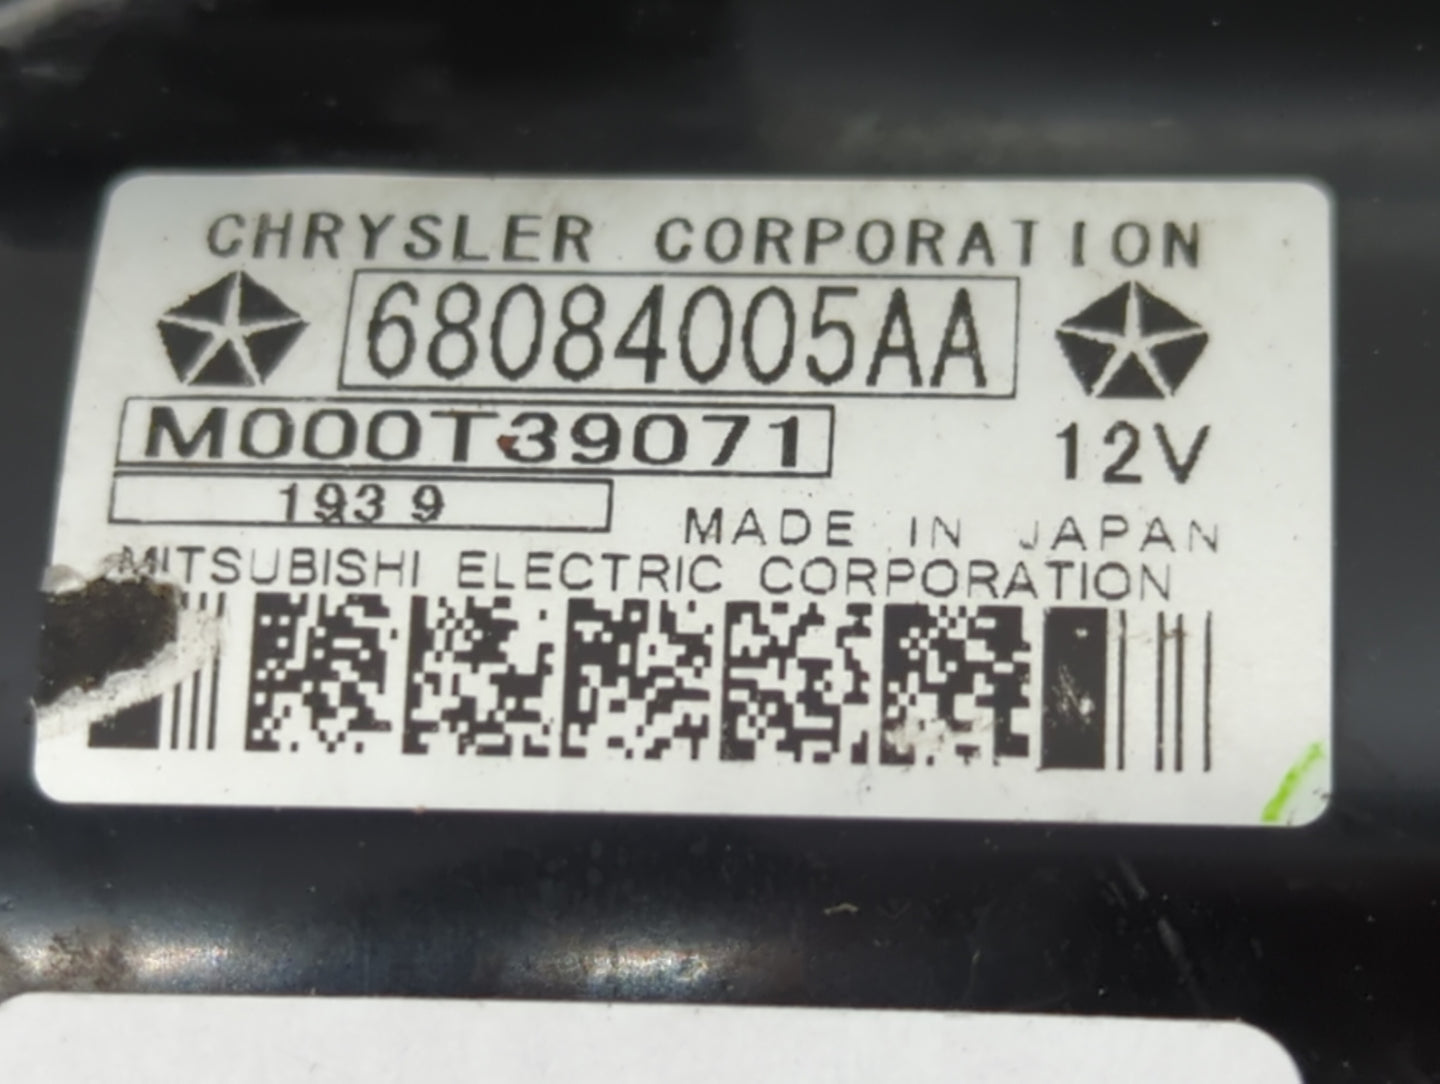 CHRYSLER CORPORATION
68084005AA
M000T39071
12V
1939
MADE IN JAPAN
MITSUBISHI ELECTRIC CORPORATION